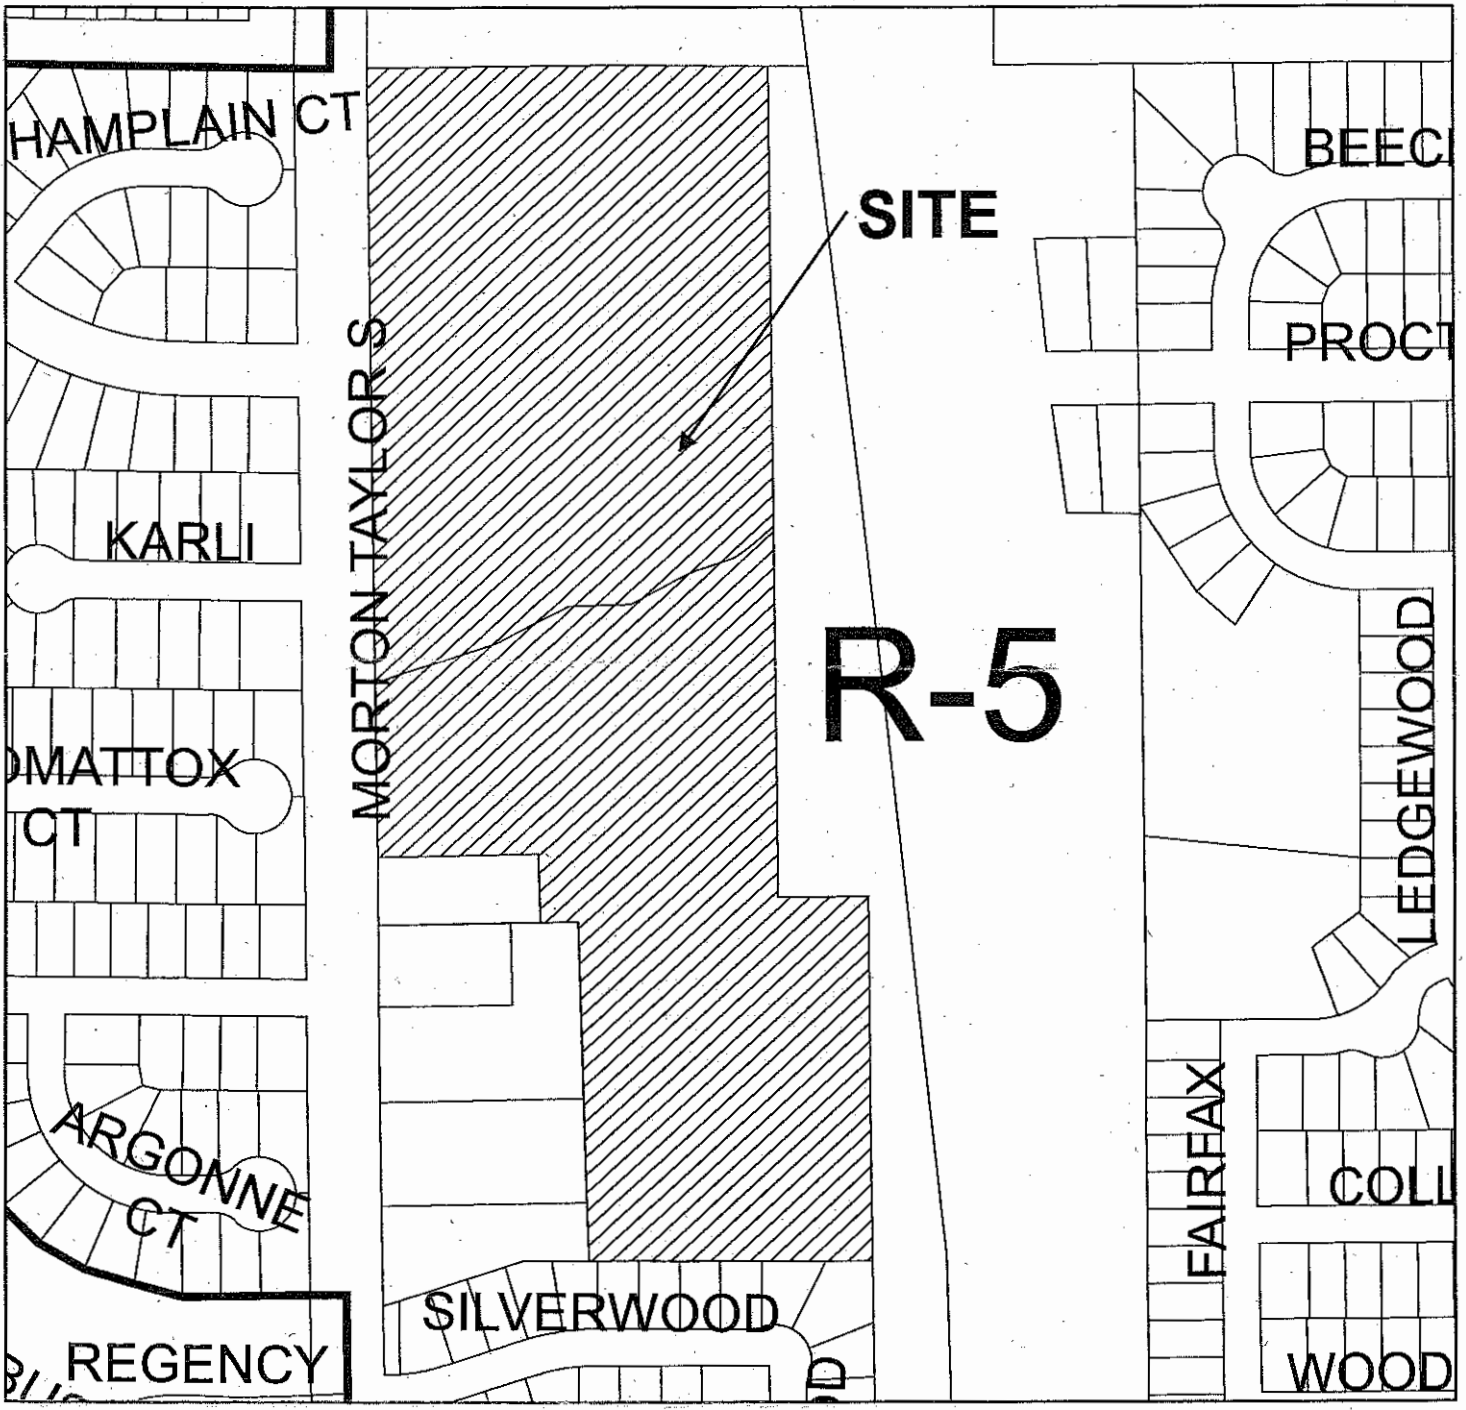 HAMPLAIN CT
BEEC
SITE
PROCT
MORTON TAYLOR S
KARLI
R-5
LEDGEWOOD
OMATTOX
CT
ARGONNE
CT
FAIRFAX
COLL
SILVERWOOD
REGENCY
WOOD
OD